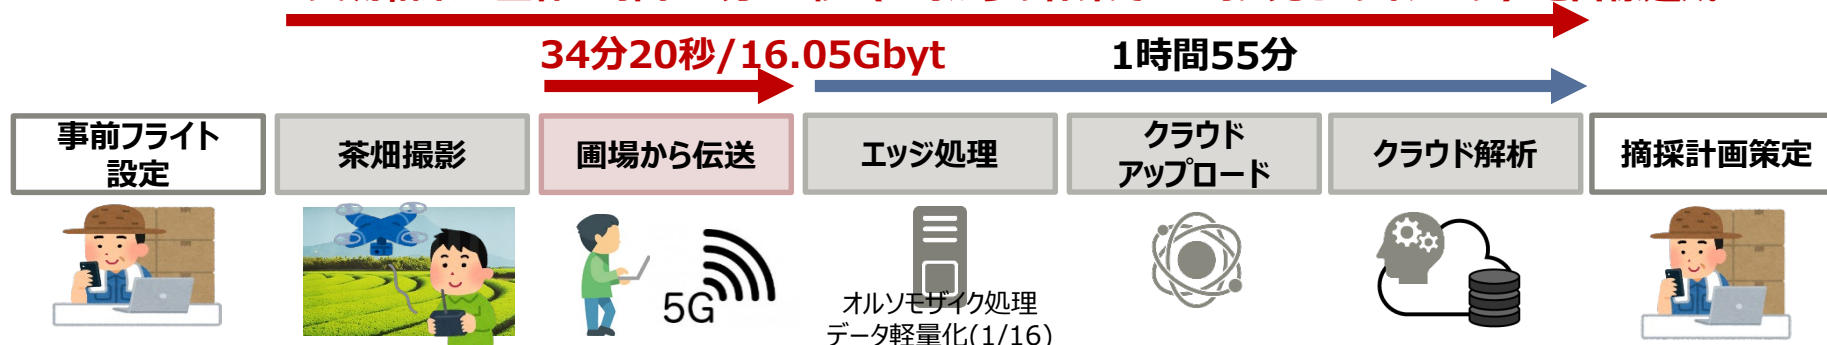 34分20秒/16.05Gbyt
1時間55分
事前フライト
設定
茶畑撮影
圃場から伝送
エッジ処理
クラウド
アップロード
クラウド解析
摘採計画策定
5G
オルソモザイク処理
データ軽量化(1/16)